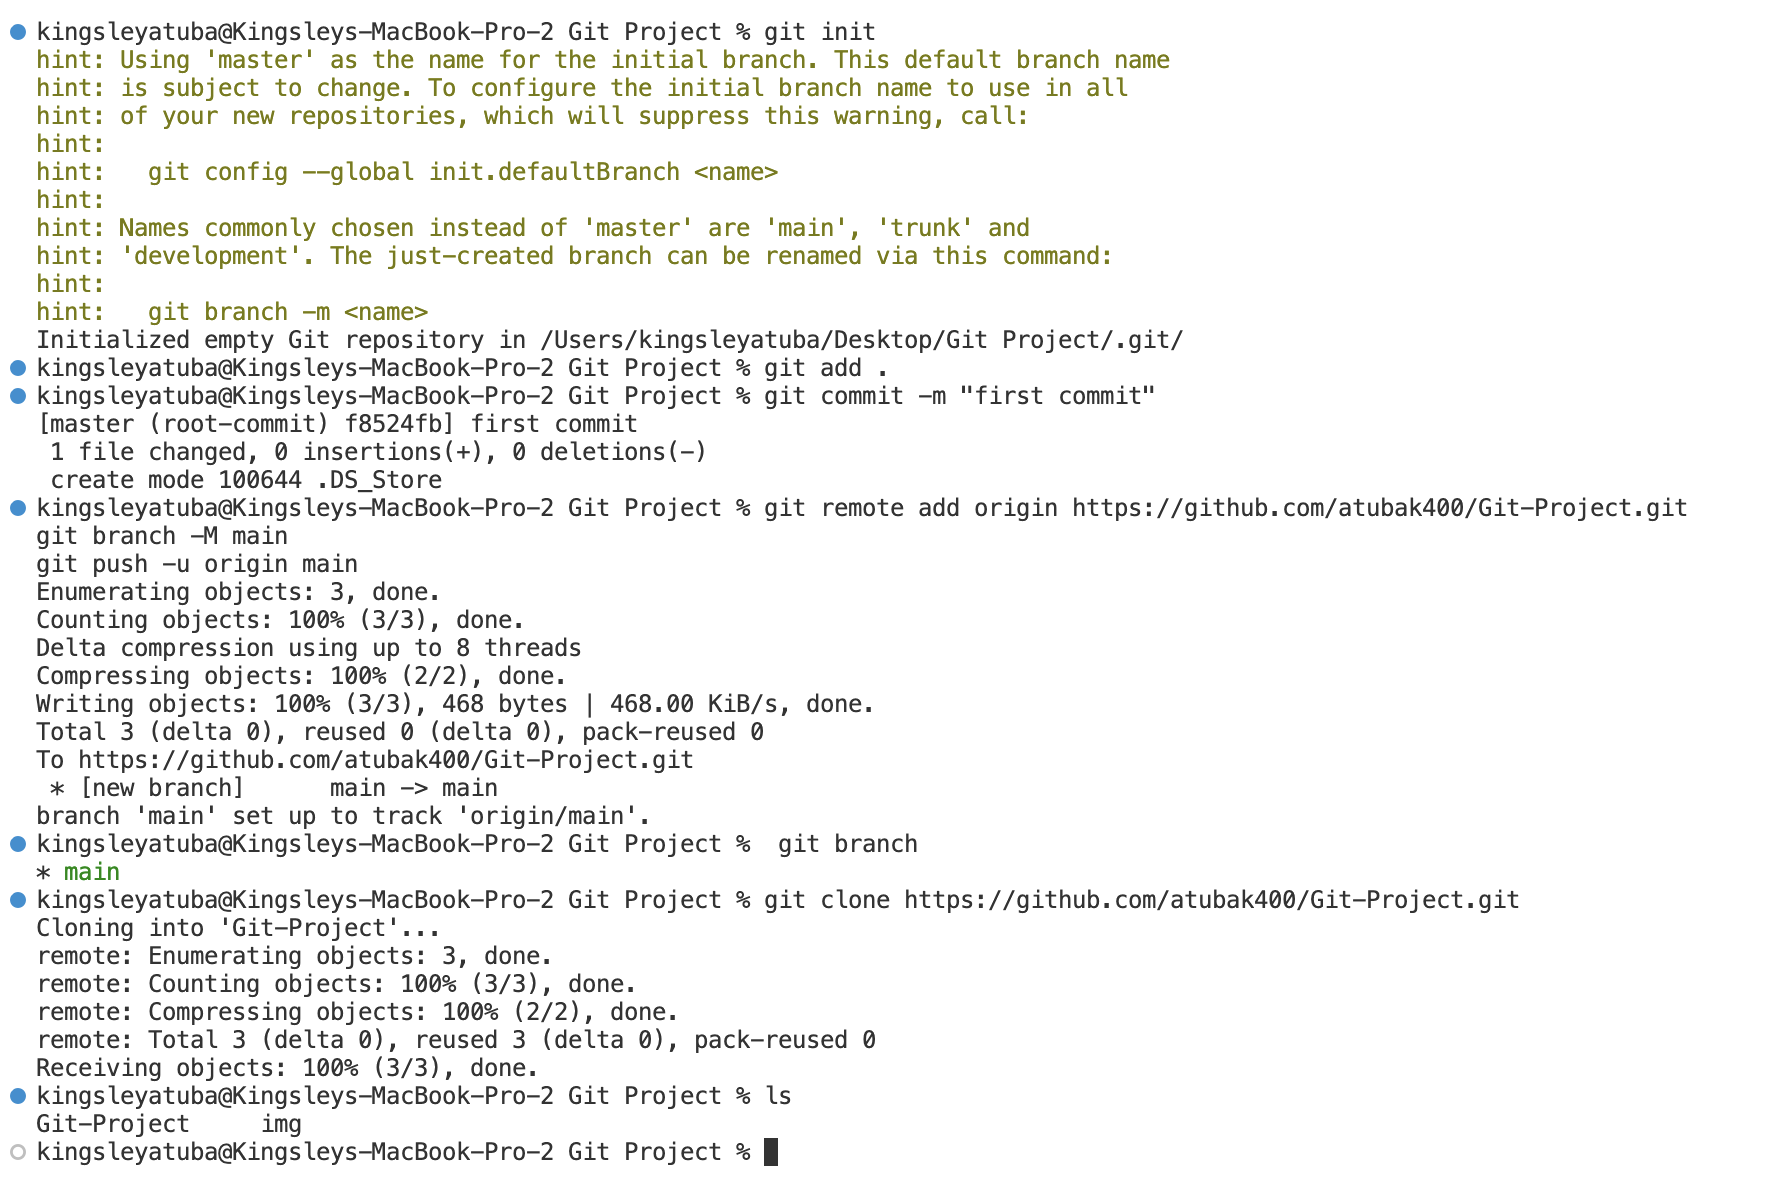 kingsleyatuba@Kingsleys-MacBook-Pro-2 Git Project % git init
hint: Using 'master' as the name for the initial branch. This default branch name
hint: is subject to change. To configure the initial branch name to use in all
hint: of your new repositories, which will suppress this warning, call:
hint:
hint:   git config --global init.defaultBranch <name>
hint:
hint: Names commonly chosen instead of 'master' are 'main', 'trunk' and
hint: 'development'. The just-created branch can be renamed via this command:
hint:
hint:   git branch -m <name>
Initialized empty Git repository in /Users/kingsleyatuba/Desktop/Git Project/.git/
kingsleyatuba@Kingsleys-MacBook-Pro-2 Git Project % git add .
kingsleyatuba@Kingsleys-MacBook-Pro-2 Git Project % git commit -m "first commit"
[master (root-commit) f8524fb] first commit
 1 file changed, 0 insertions(+), 0 deletions(-)
 create mode 100644 .DS_Store
kingsleyatuba@Kingsleys-MacBook-Pro-2 Git Project % git remote add origin https://github.com/atubak400/Git-Project.git
git branch -M main
git push -u origin main
Enumerating objects: 3, done.
Counting objects: 100% (3/3), done.
Delta compression using up to 8 threads
Compressing objects: 100% (2/2), done.
Writing objects: 100% (3/3), 468 bytes | 468.00 KiB/s, done.
Total 3 (delta 0), reused 0 (delta 0), pack-reused 0
To https://github.com/atubak400/Git-Project.git
 * [new branch]      main -> main
branch 'main' set up to track 'origin/main'.
kingsleyatuba@Kingsleys-MacBook-Pro-2 Git Project %  git branch
* main
kingsleyatuba@Kingsleys-MacBook-Pro-2 Git Project % git clone https://github.com/atubak400/Git-Project.git
Cloning into 'Git-Project'...
remote: Enumerating objects: 3, done.
remote: Counting objects: 100% (3/3), done.
remote: Compressing objects: 100% (2/2), done.
remote: Total 3 (delta 0), reused 3 (delta 0), pack-reused 0
Receiving objects: 100% (3/3), done.
kingsleyatuba@Kingsleys-MacBook-Pro-2 Git Project % ls
Git-Project     img
kingsleyatuba@Kingsleys-MacBook-Pro-2 Git Project %